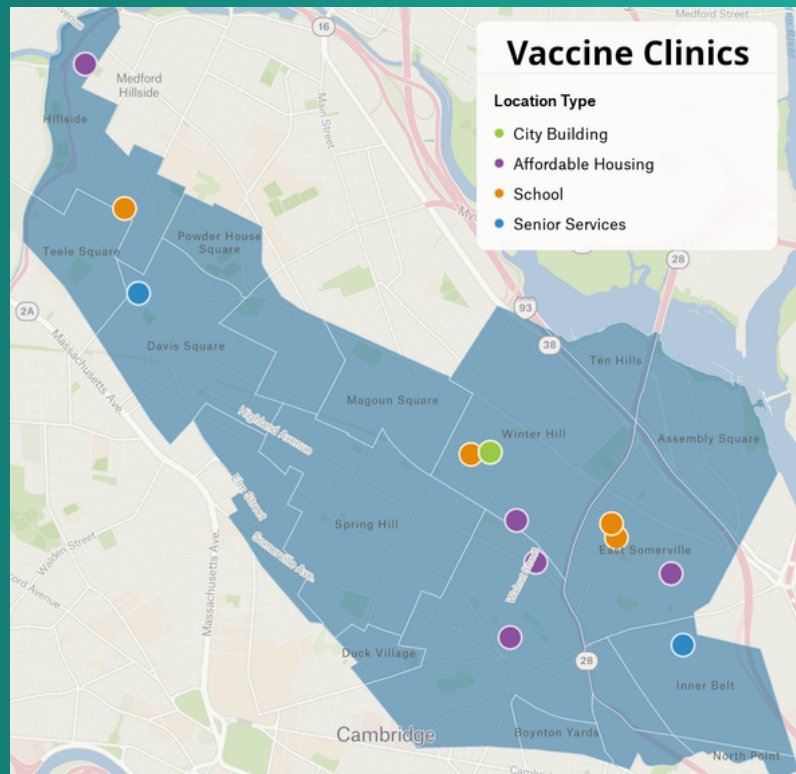 Vaccine Clinics
Location Type
City Building
Affordable Housing
School
Senior Services
Medford Street
16
Medford
Hillside
Main Street
Hillside
Powder House
Square
Teele Square
28
2A
93
38
Massachusetts Ave.
Davis Square
Ten Hills
Magoun Square
Highland Avenue
Winter Hill
Assembly Square
Elm Street
Spring Hill
Walden Street
Somerville Ave.
East Somerville
Massachusetts Ave.
Walnut Street
Duck Village
28
Inner Belt
Cambridge
Boynton Yards
North Point